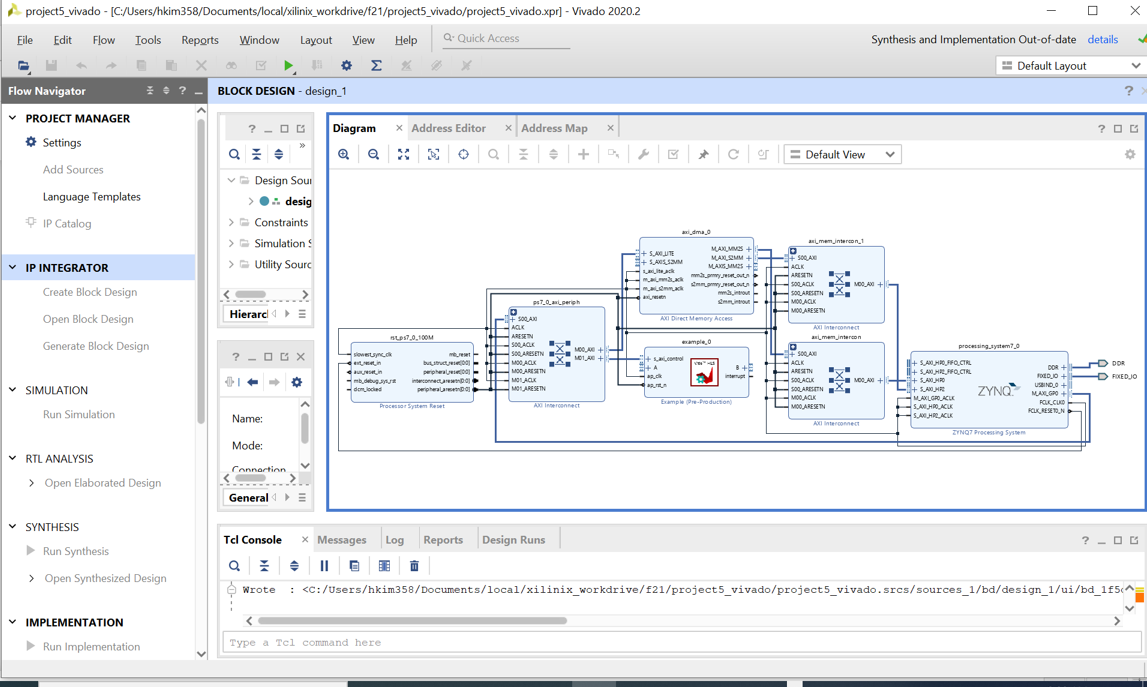 project5_vivado - [C:/Users/hkim358/Documents/local/xilinix_workdrive/f21/project5_vivado/project5_vivado.xpr] - Vivado 2020.2
File Edit Flow Tools Reports Window Layout View Help Quick Access
Synthesis and Implementation Out-of-date details
Default Layout
Flow Navigator
PROJECT MANAGER
Settings
Add Sources
Language Templates
IP Catalog
IP INTEGRATOR
Create Block Design
Open Block Design
Generate Block Design
SIMULATION
Run Simulation
RTL ANALYSIS
Open Elaborated Design
SYNTHESIS
Run Synthesis
Open Synthesized Design
IMPLEMENTATION
Run Implementation
BLOCK DESIGN - design_1
Design Sour
desig
Constraints
Simulation S
Utility Sourc
Hierarc
Name:
Mode:
Connection
General
Diagram Address Editor Address Map
Default View
rst_ps7_0_100M
slowest_sync_clk
ext_reset_in
aux_reset_in
mb_debug_sys_rst
dcm_locked
mb_reset
bus_struct_reset[0:0]
peripheral_reset[0:0]
interconnect_aresetn[0:0]
peripheral_aresetn[0:0]
Processor System Reset
ps7_0_axi_periph
S00_AXI
ACLK
ARESETN
S00_ACLK
S00_ARESETN
M00_ACLK
M00_ARESETN
M01_ACLK
M01_ARESETN
M00_AXI
M01_AXI
AXI Interconnect
axi_dma_0
S_AXI_LITE
S_AXIS_S2MM
s_axi_lite_aclk
m_axi_mm2s_aclk
m_axi_s2mm_aclk
axi_resetn
M_AXI_MM2S
M_AXI_S2MM
M_AXIS_MM2S
mm2s_prmry_reset_out_n
s2mm_prmry_reset_out_n
mm2s_introut
s2mm_introut
AXI Direct Memory Access
example_0
s_axi_control
A
ap_clk
ap_rst_n
B
interrupt
Example (Pre-Production)
axi_mem_intercon_1
S00_AXI
ACLK
ARESETN
S00_ACLK
S00_ARESETN
M00_ACLK
M00_ARESETN
M00_AXI
AXI Interconnect
axi_mem_intercon
S00_AXI
ACLK
ARESETN
S00_ACLK
S00_ARESETN
M00_ACLK
M00_ARESETN
M00_AXI
AXI Interconnect
processing_system7_0
S_AXI_HP0_FIFO_CTRL
S_AXI_HP2_FIFO_CTRL
S_AXI_HP0
S_AXI_HP2
M_AXI_GP0_ACLK
S_AXI_HP0_ACLK
S_AXI_HP2_ACLK
ZYNQ
DDR
FIXED_IO
USBIND_0
M_AXI_GP0
FCLK_CLK0
FCLK_RESET0_N
ZYNQ7 Processing System
DDR
FIXED_IO
Tcl Console Messages Log Reports Design Runs
Wrote : <C:/Users/hkim358/Documents/local/xilinix_workdrive/f21/project5_vivado/project5_vivado.srcs/sources_1/bd/design_1/ui/bd_1f5
Type a Tcl command here